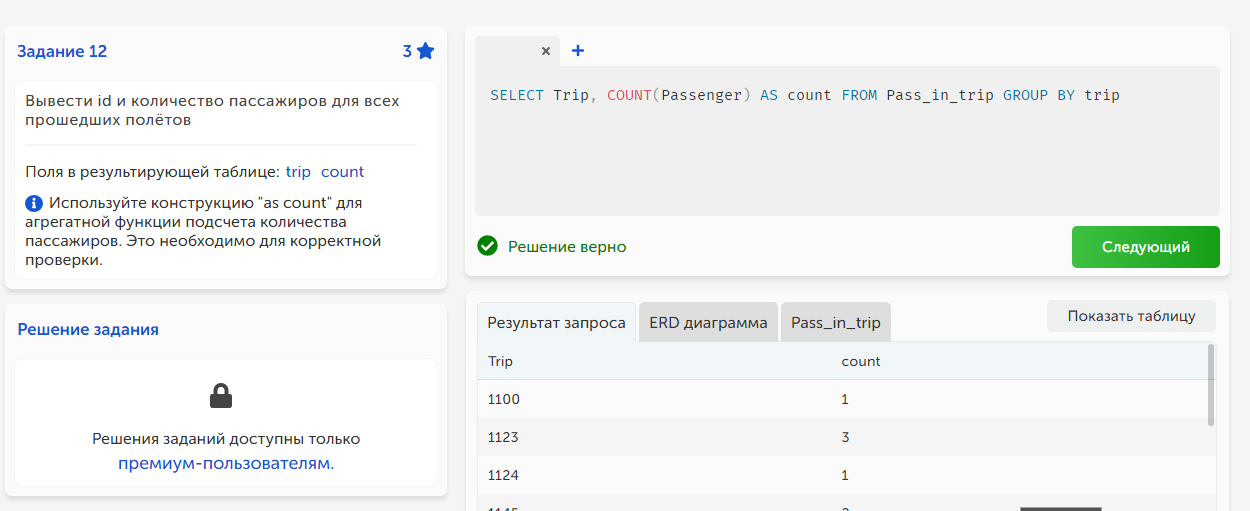 Задание 12
3
Вывести id и количество пассажиров для всех
прошедших полётов
Поля в результирующей таблице: trip count
Используйте конструкцию "as count" для
агрегатной функции подсчета количества
пассажиров. Это необходимо для корректной
проверки.
Решение задания
Решения заданий доступны только
премиум-пользователям.
SELECT Trip, COUNT(Passenger) AS count FROM Pass_in_trip GROUP BY trip
Решение верно
Следующий
Результат запроса
ERD диаграмма
Pass_in_trip
Показать таблицу
Trip count
1100 1
1123 3
1124 1